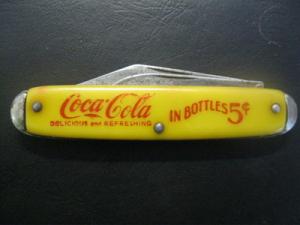 Coca-Cola
DELICIOUS and REFRESHING
IN BOTTLES 5¢